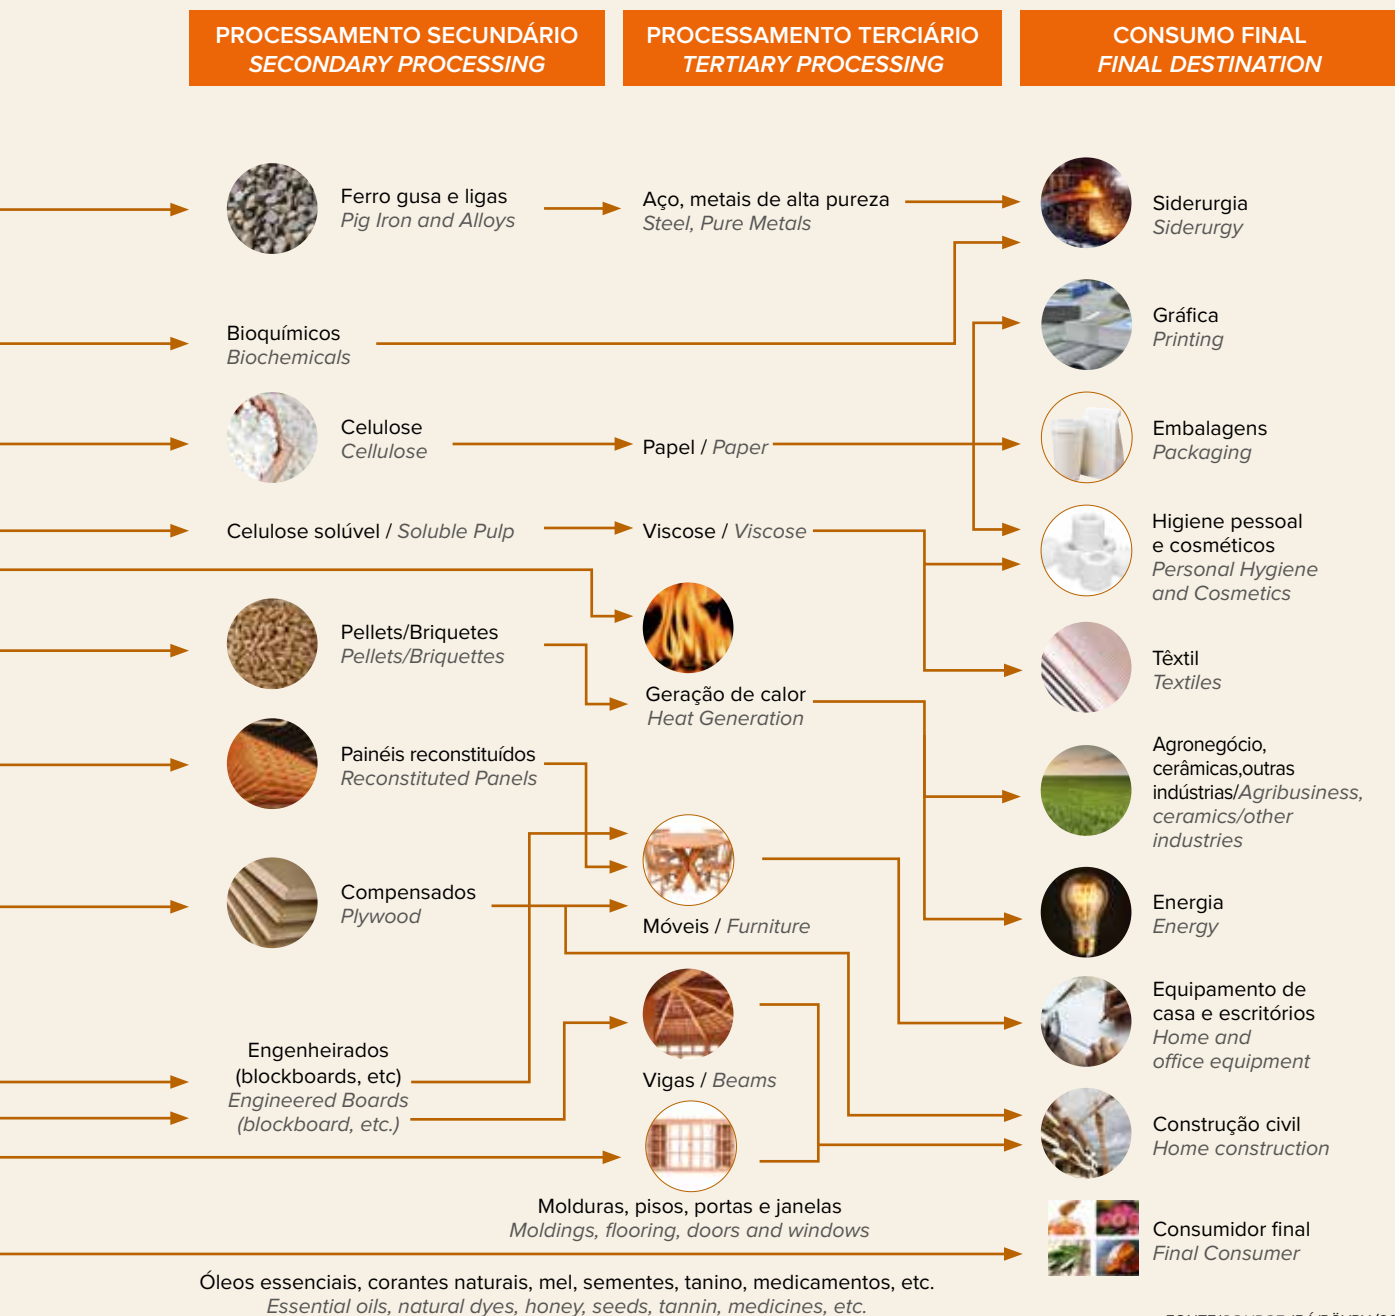 PROCESSAMENTO SECUNDÁRIO
SECONDARY PROCESSING
PROCESSAMENTO TERCIÁRIO
TERTIARY PROCESSING
CONSUMO FINAL
FINAL DESTINATION
Ferro gusa e ligas
Pig Iron and Alloys
Aço, metais de alta pureza
Steel, Pure Metals
Siderurgia
Siderurgy
Bioquímicos
Biochemicals
Gráfica
Printing
Celulose
Cellulose
Papel / Paper
Embalagens
Packaging
Celulose solúvel / Soluble Pulp
Viscose / Viscose
Higiene pessoal
e cosméticos
Personal Hygiene
and Cosmetics
Pellets/Briquetes
Pellets/Briquettes
Geração de calor
Heat Generation
Têxtil
Textiles
Painéis reconstituídos
Reconstituted Panels
Agronegócio,
cerâmicas,outras
indústrias/Agribusiness,
ceramics/other
industries
Compensados
Plywood
Móveis / Furniture
Energia
Energy
Equipamento de
casa e escritórios
Home and
office equipment
Engenheirados
(blockboards, etc)
Engineered Boards
(blockboard, etc.)
Vigas / Beams
Construção civil
Home construction
Molduras, pisos, portas e janelas
Moldings, flooring, doors and windows
Consumidor final
Final Consumer
Óleos essenciais, corantes naturais, mel, sementes, tanino, medicamentos, etc.
Essential oils, natural dyes, honey, seeds, tannin, medicines, etc.